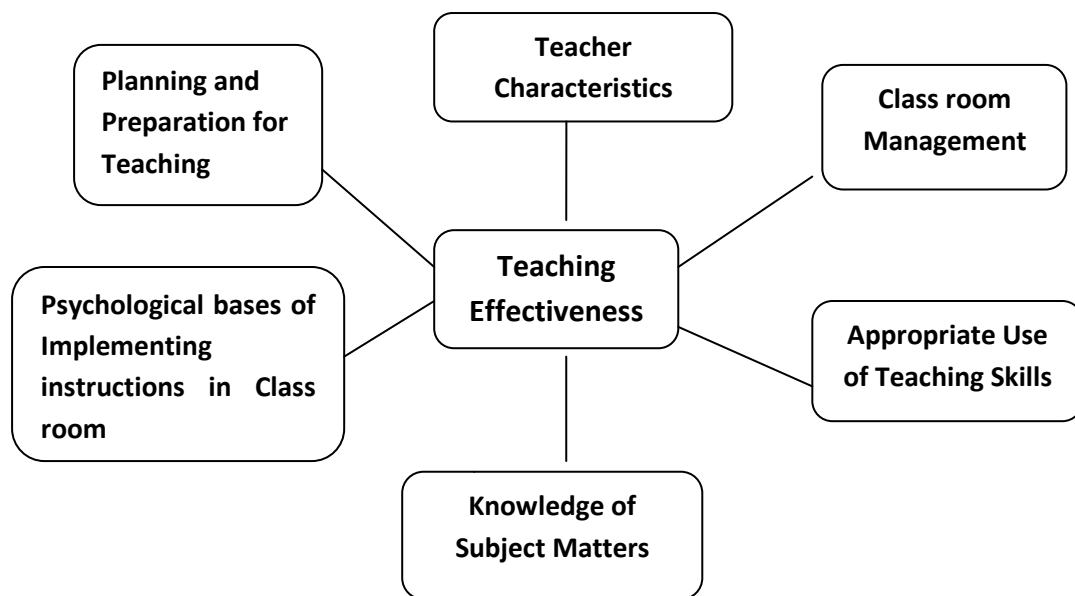 Teacher
Characteristics
Planning and
Preparation for
Teaching
Class room
Management
Teaching
Effectiveness
Psychological bases of
Implementing
instructions in Class
room
Appropriate Use
of Teaching Skills
Knowledge of
Subject Matters